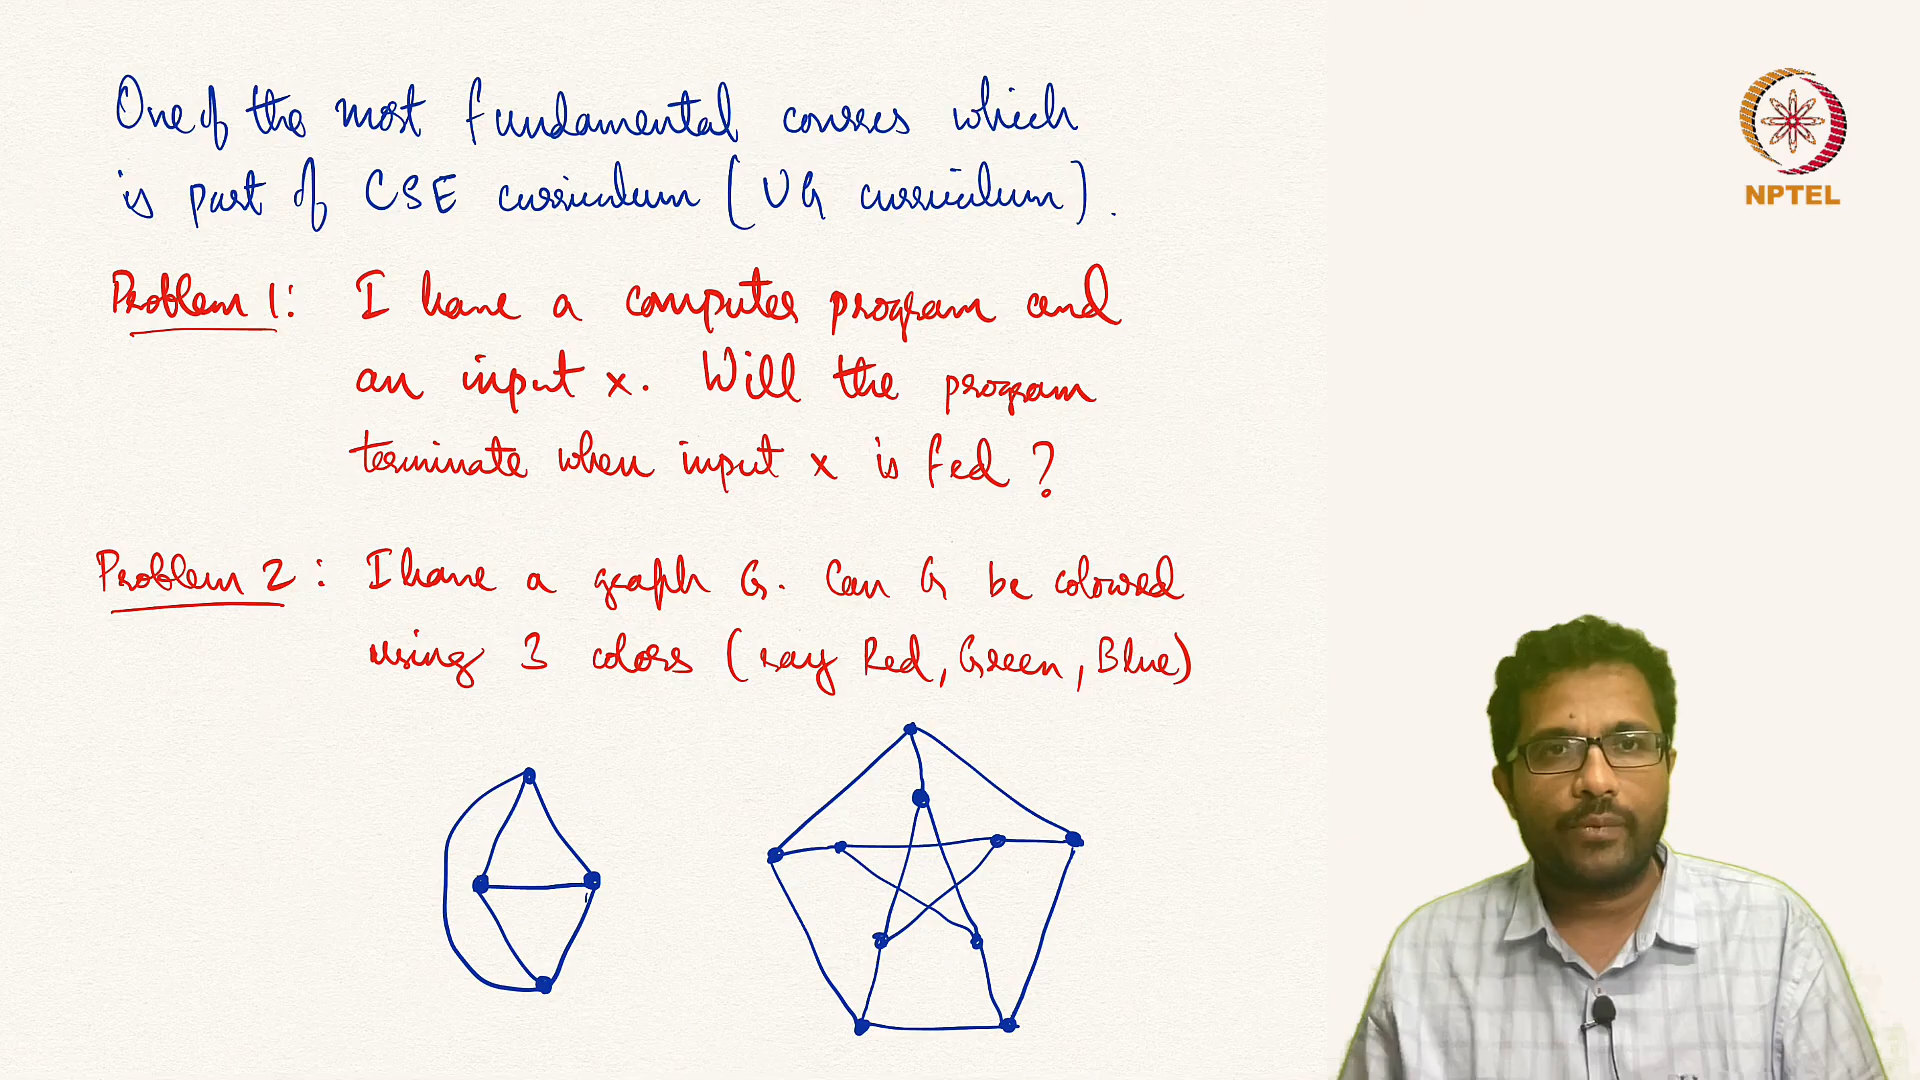 One of the most fundamental courses which
is part of CSE curriculum (UG curriculum).
NPTEL
Problem 1: I have a computer program and
an input x. Will the program
terminate when input x is fed?
Problem 2: I have a graph G. Can G be coloured
using 3 colors (say Red, Green, Blue)